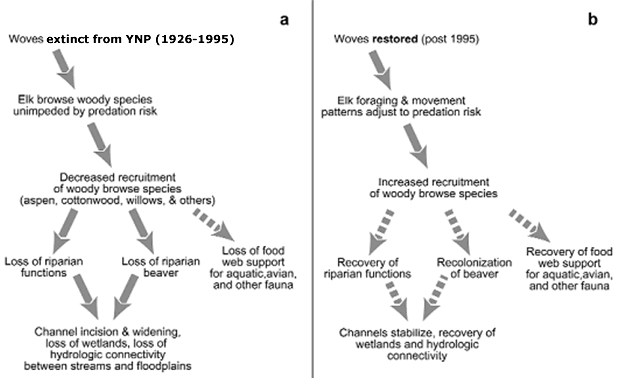 a
Woves extinct from YNP (1926-1995)
Elk browse woody species
unimpeded by predation risk
Decreased recruitment
of woody browse species
(aspen, cottonwood, willows, & others)
Loss of riparian
functions
Loss of riparian
beaver
Loss of food
web support
for aquatic,avian,
and other fauna
Channel incision & widening,
loss of wetlands, loss of
hydrologic connectivity
between streams and floodplains
b
Woves restored (post 1995)
Elk foraging & movement
patterns adjust to predation risk
Increased recruitment
of woody browse species
Recovery of
riparian functions
Recolonization
of beaver
Recovery of food
web support
for aquatic,avian,
and other fauna
Channels stabilize, recovery of
wetlands and hydrologic
connectivity